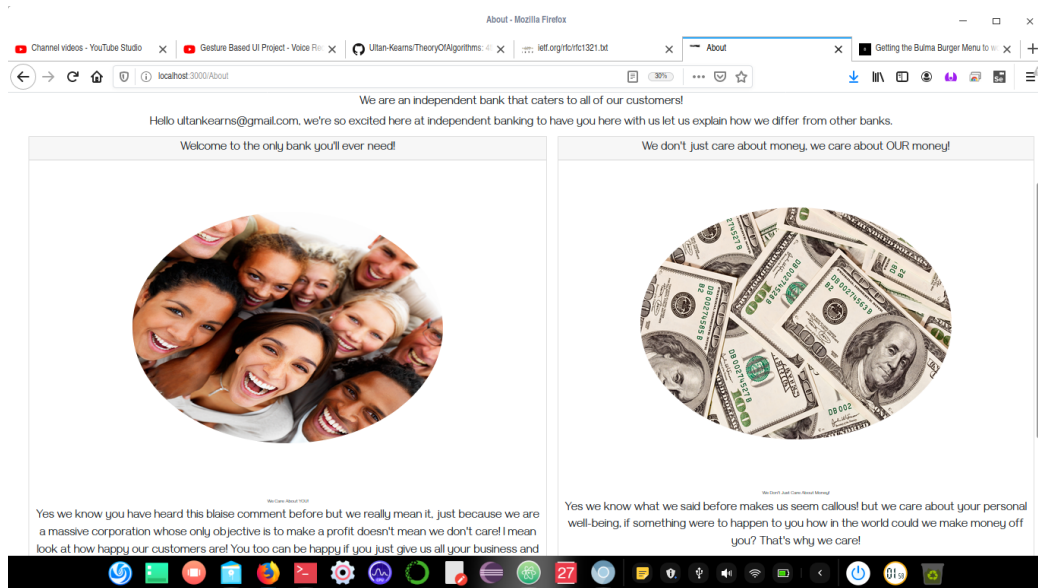 About - Mozilla Firefox
Channel videos - YouTube Studio
Gesture Based UI Project - Voice Re
Ultan-Kearns/TheoryOfAlgorithms:
ietf.org/rfc/rfc1321.txt
About
Getting the Bulma Burger Menu to w
localhost:3000/About
30%
We are an independent bank that caters to all of our customers!
Hello ultankearns@gmail.com, we're so excited here at independent banking to have you here with us let us explain how we differ from other banks.
Welcome to the only bank you'll ever need!
We don't just care about money, we care about OUR money!
We Care About YOU!
Yes we know you have heard this blaise comment before but we really mean it, just because we are
a massive corporation whose only objective is to make a profit doesn't mean we don't care! I mean
look at how happy our customers are! You too can be happy if you just give us all your business and
We Don't Just Care About Money!
Yes we know what we said before makes us seem callous! but we care about your personal
well-being, if something were to happen to you how in the world could we make money off
you? That's why we care!
27